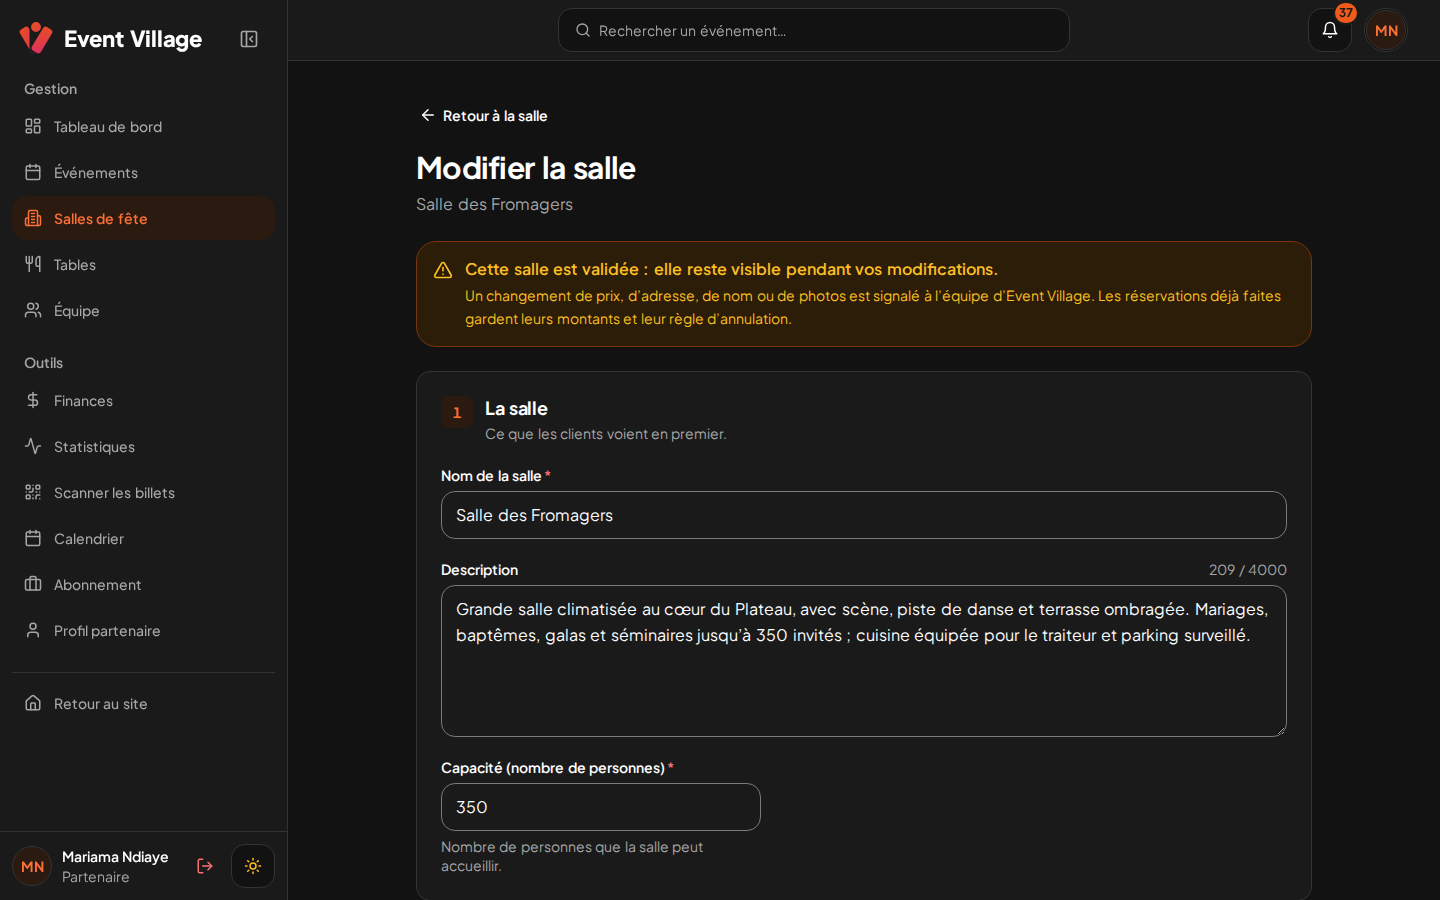 Event Village
Rechercher un événement...
37
MN
Gestion
Tableau de bord
Événements
Salles de fête
Tables
Équipe
Outils
Finances
Statistiques
Scanner les billets
Calendrier
Abonnement
Profil partenaire
Retour au site
MN
Mariama Ndiaye
Partenaire
Retour à la salle
Modifier la salle
Salle des Fromagers
Cette salle est validée : elle reste visible pendant vos modifications.
Un changement de prix, d’adresse, de nom ou de photos est signalé à l’équipe d’Event Village. Les réservations déjà faites
gardent leurs montants et leur règle d’annulation.
1
La salle
Ce que les clients voient en premier.
Nom de la salle *
Salle des Fromagers
Description
209 / 4000
Grande salle climatisée au cœur du Plateau, avec scène, piste de danse et terrasse ombragée. Mariages,
baptêmes, galas et séminaires jusqu’à 350 invités ; cuisine équipée pour le traiteur et parking surveillé.
Capacité (nombre de personnes) *
350
Nombre de personnes que la salle peut
accueillir.